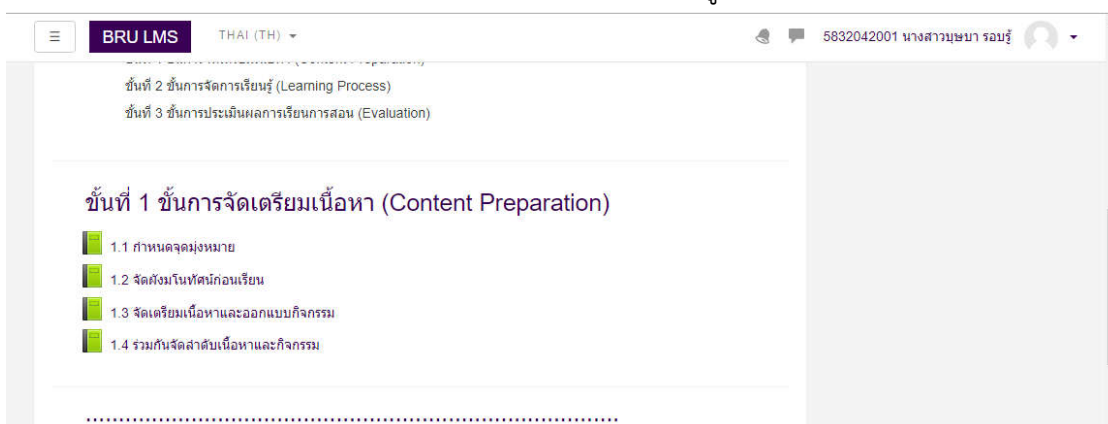 BRU LMS THAI (TH) 5832042001 นางสาวบุษบา รอบรู้
ขั้นที่ 2 ขั้นการจัดการเรียนรู้ (Learning Process)
ขั้นที่ 3 ขั้นการประเมินผลการเรียนการสอน (Evaluation)
ขั้นที่ 1 ขั้นการจัดเตรียมเนื้อหา (Content Preparation)
1.1 กำหนดจุดมุ่งหมาย
1.2 จัดผังมโนทัศน์ก่อนเรียน
1.3 จัดเตรียมเนื้อหาและออกแบบกิจกรรม
1.4 ร่วมกันจัดลำดับเนื้อหาและกิจกรรม